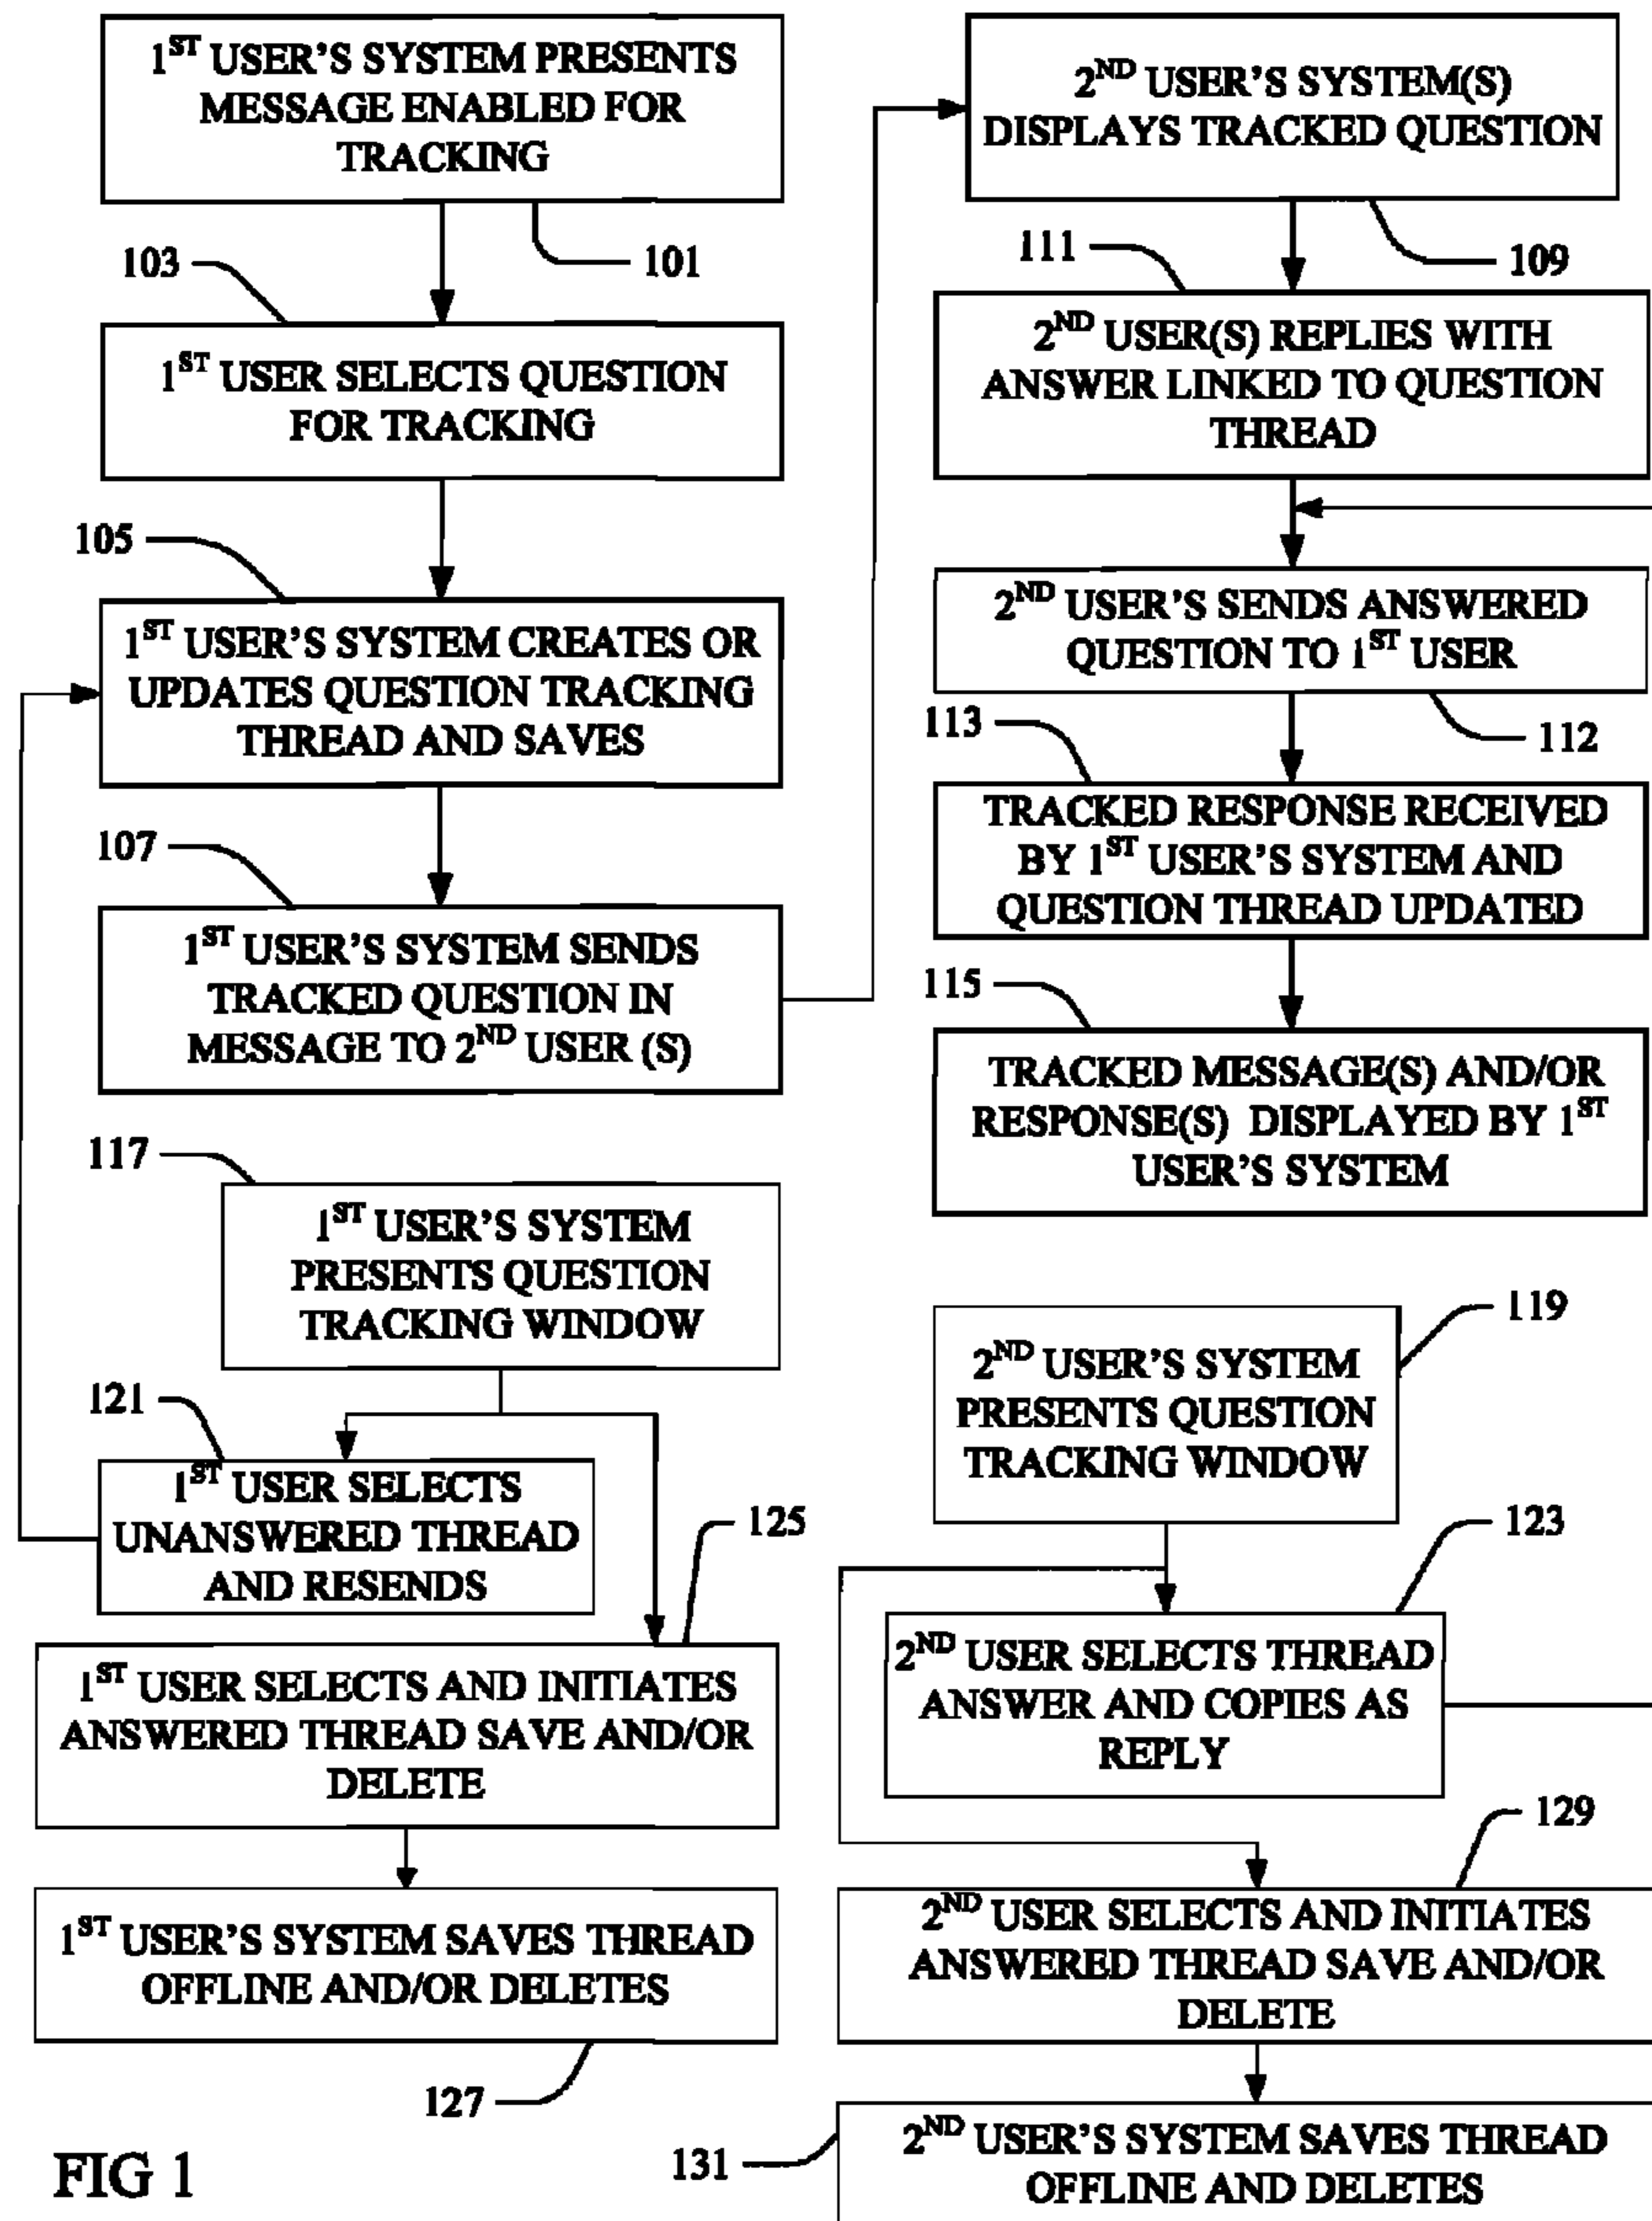 1ST USER'S SYSTEM PRESENTS
MESSAGE ENABLED FOR
TRACKING
101
103
1ST USER SELECTS QUESTION
FOR TRACKING
105
1ST USER'S SYSTEM CREATES OR
UPDATES QUESTION TRACKING
THREAD AND SAVES
107
1ST USER'S SYSTEM SENDS
TRACKED QUESTION IN
MESSAGE TO 2ND USER (S)
2ND USER'S SYSTEM(S)
DISPLAYS TRACKED QUESTION
109
111
2ND USER(S) REPLIES WITH
ANSWER LINKED TO QUESTION
THREAD
2ND USER'S SENDS ANSWERED
QUESTION TO 1ST USER
112
113
TRACKED RESPONSE RECEIVED
BY 1ST USER'S SYSTEM AND
QUESTION THREAD UPDATED
115
TRACKED MESSAGE(S) AND/OR
RESPONSE(S) DISPLAYED BY 1ST
USER'S SYSTEM
117
1ST USER'S SYSTEM
PRESENTS QUESTION
TRACKING WINDOW
121
1ST USER SELECTS
UNANSWERED THREAD
AND RESENDS
125
1ST USER SELECTS AND INITIATES
ANSWERED THREAD SAVE AND/OR
DELETE
1ST USER'S SYSTEM SAVES THREAD
OFFLINE AND/OR DELETES
127
119
2ND USER'S SYSTEM
PRESENTS QUESTION
TRACKING WINDOW
123
2ND USER SELECTS THREAD
ANSWER AND COPIES AS
REPLY
129
2ND USER SELECTS AND INITIATES
ANSWERED THREAD SAVE AND/OR
DELETE
131
2ND USER'S SYSTEM SAVES THREAD
OFFLINE AND DELETES
FIG 1